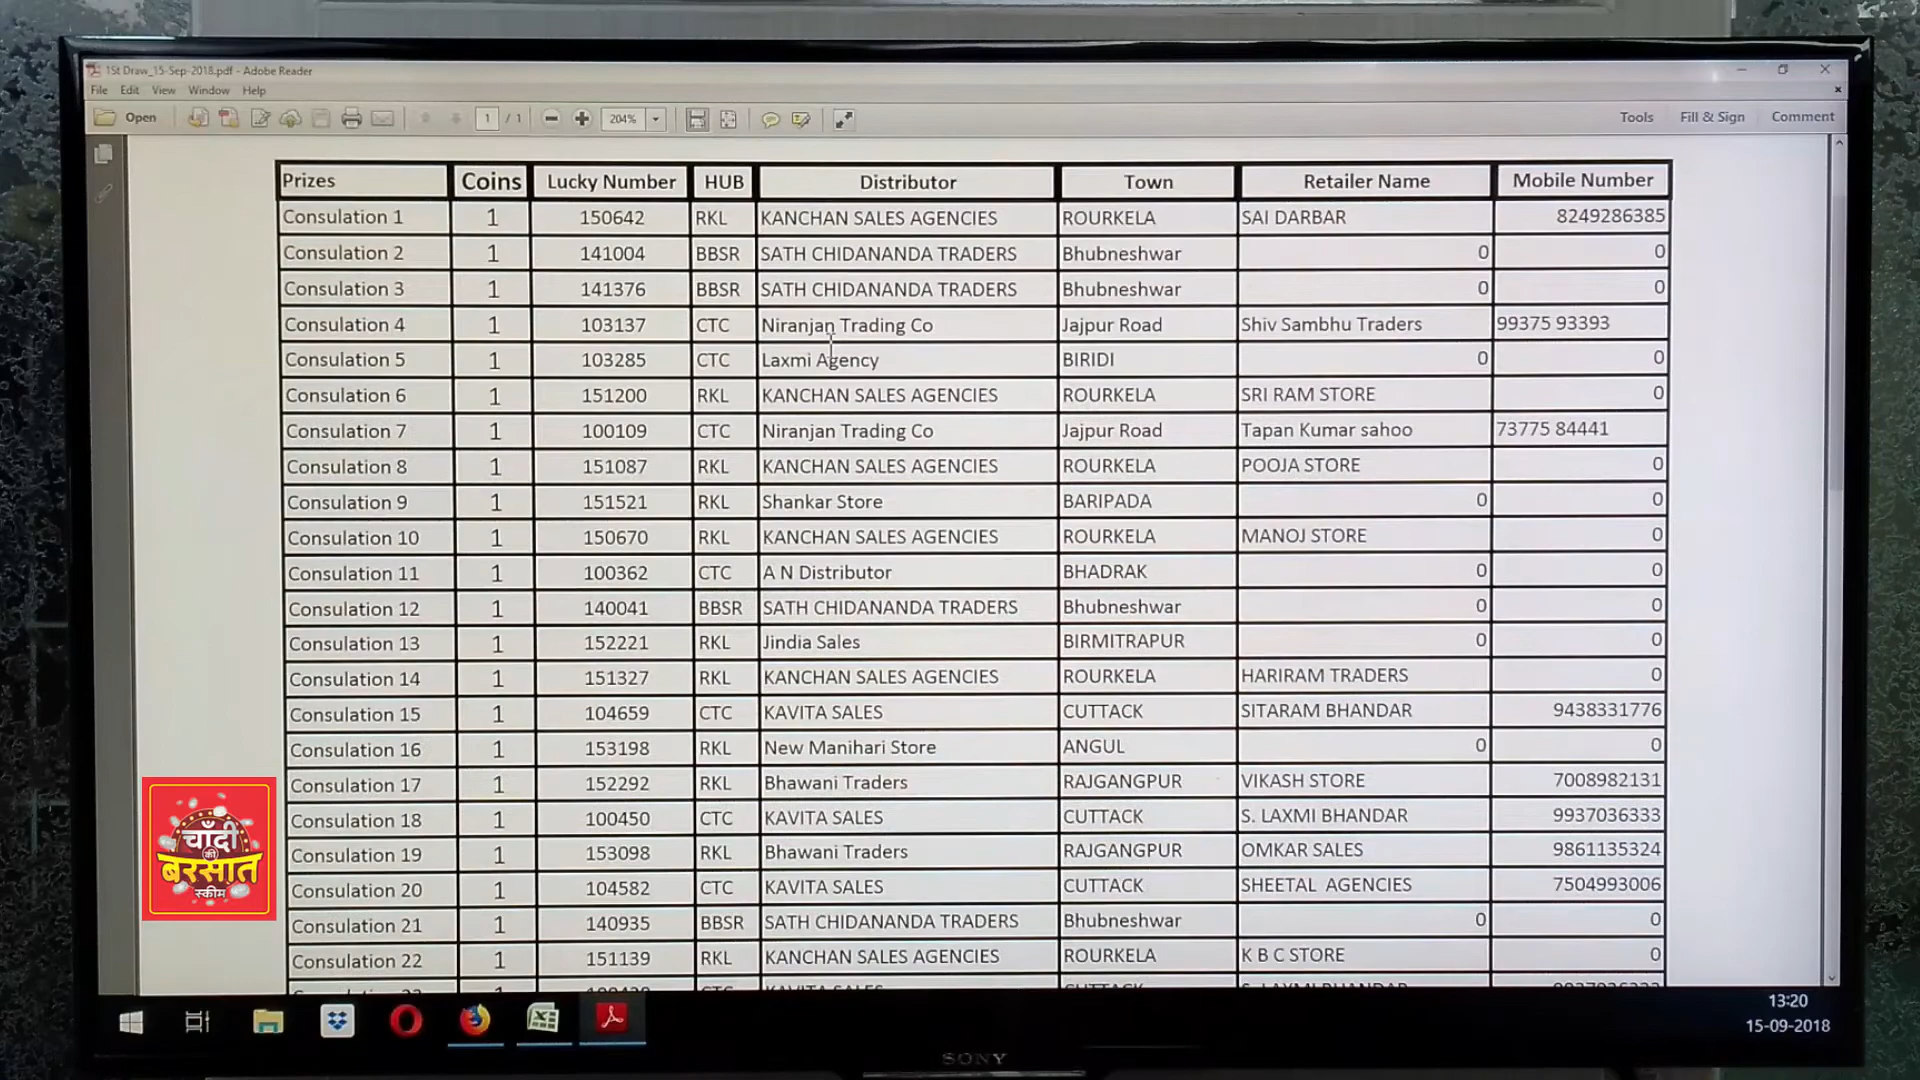 1St Draw_15-Sep-2018.pdf - Adobe Reader
File Edit View Window Help
Open 1 / 1 204% Tools Fill & Sign Comment
Prizes Coins Lucky Number HUB Distributor Town Retailer Name Mobile Number
Consulation 1 1 150642 RKL KANCHAN SALES AGENCIES ROURKELA SAI DARBAR 8249286385
Consulation 2 1 141004 BBSR SATH CHIDANANDA TRADERS Bhubneshwar 0 0
Consulation 3 1 141376 BBSR SATH CHIDANANDA TRADERS Bhubneshwar 0 0
Consulation 4 1 103137 CTC Niranjan Trading Co Jajpur Road Shiv Sambhu Traders 99375 93393
Consulation 5 1 103285 CTC Laxmi Agency BIRIDI 0 0
Consulation 6 1 151200 RKL KANCHAN SALES AGENCIES ROURKELA SRI RAM STORE 0
Consulation 7 1 100109 CTC Niranjan Trading Co Jajpur Road Tapan Kumar sahoo 73775 84441
Consulation 8 1 151087 RKL KANCHAN SALES AGENCIES ROURKELA POOJA STORE 0
Consulation 9 1 151521 RKL Shankar Store BARIPADA 0 0
Consulation 10 1 150670 RKL KANCHAN SALES AGENCIES ROURKELA MANOJ STORE 0
Consulation 11 1 100362 CTC A N Distributor BHADRAK 0 0
Consulation 12 1 140041 BBSR SATH CHIDANANDA TRADERS Bhubneshwar 0 0
Consulation 13 1 152221 RKL Jindia Sales BIRMITRAPUR 0 0
Consulation 14 1 151327 RKL KANCHAN SALES AGENCIES ROURKELA HARIRAM TRADERS 0
Consulation 15 1 104659 CTC KAVITA SALES CUTTACK SITARAM BHANDAR 9438331776
Consulation 16 1 153198 RKL New Manihari Store ANGUL 0 0
Consulation 17 1 152292 RKL Bhawani Traders RAJGANGPUR VIKASH STORE 7008982131
Consulation 18 1 100450 CTC KAVITA SALES CUTTACK S. LAXMI BHANDAR 9937036333
Consulation 19 1 153098 RKL Bhawani Traders RAJGANGPUR OMKAR SALES 9861135324
Consulation 20 1 104582 CTC KAVITA SALES CUTTACK SHEETAL AGENCIES 7504993006
Consulation 21 1 140935 BBSR SATH CHIDANANDA TRADERS Bhubneshwar 0 0
Consulation 22 1 151139 RKL KANCHAN SALES AGENCIES ROURKELA K B C STORE 0
चाँदी
की
बरसात
स्कीम
13:20
15-09-2018
SONY